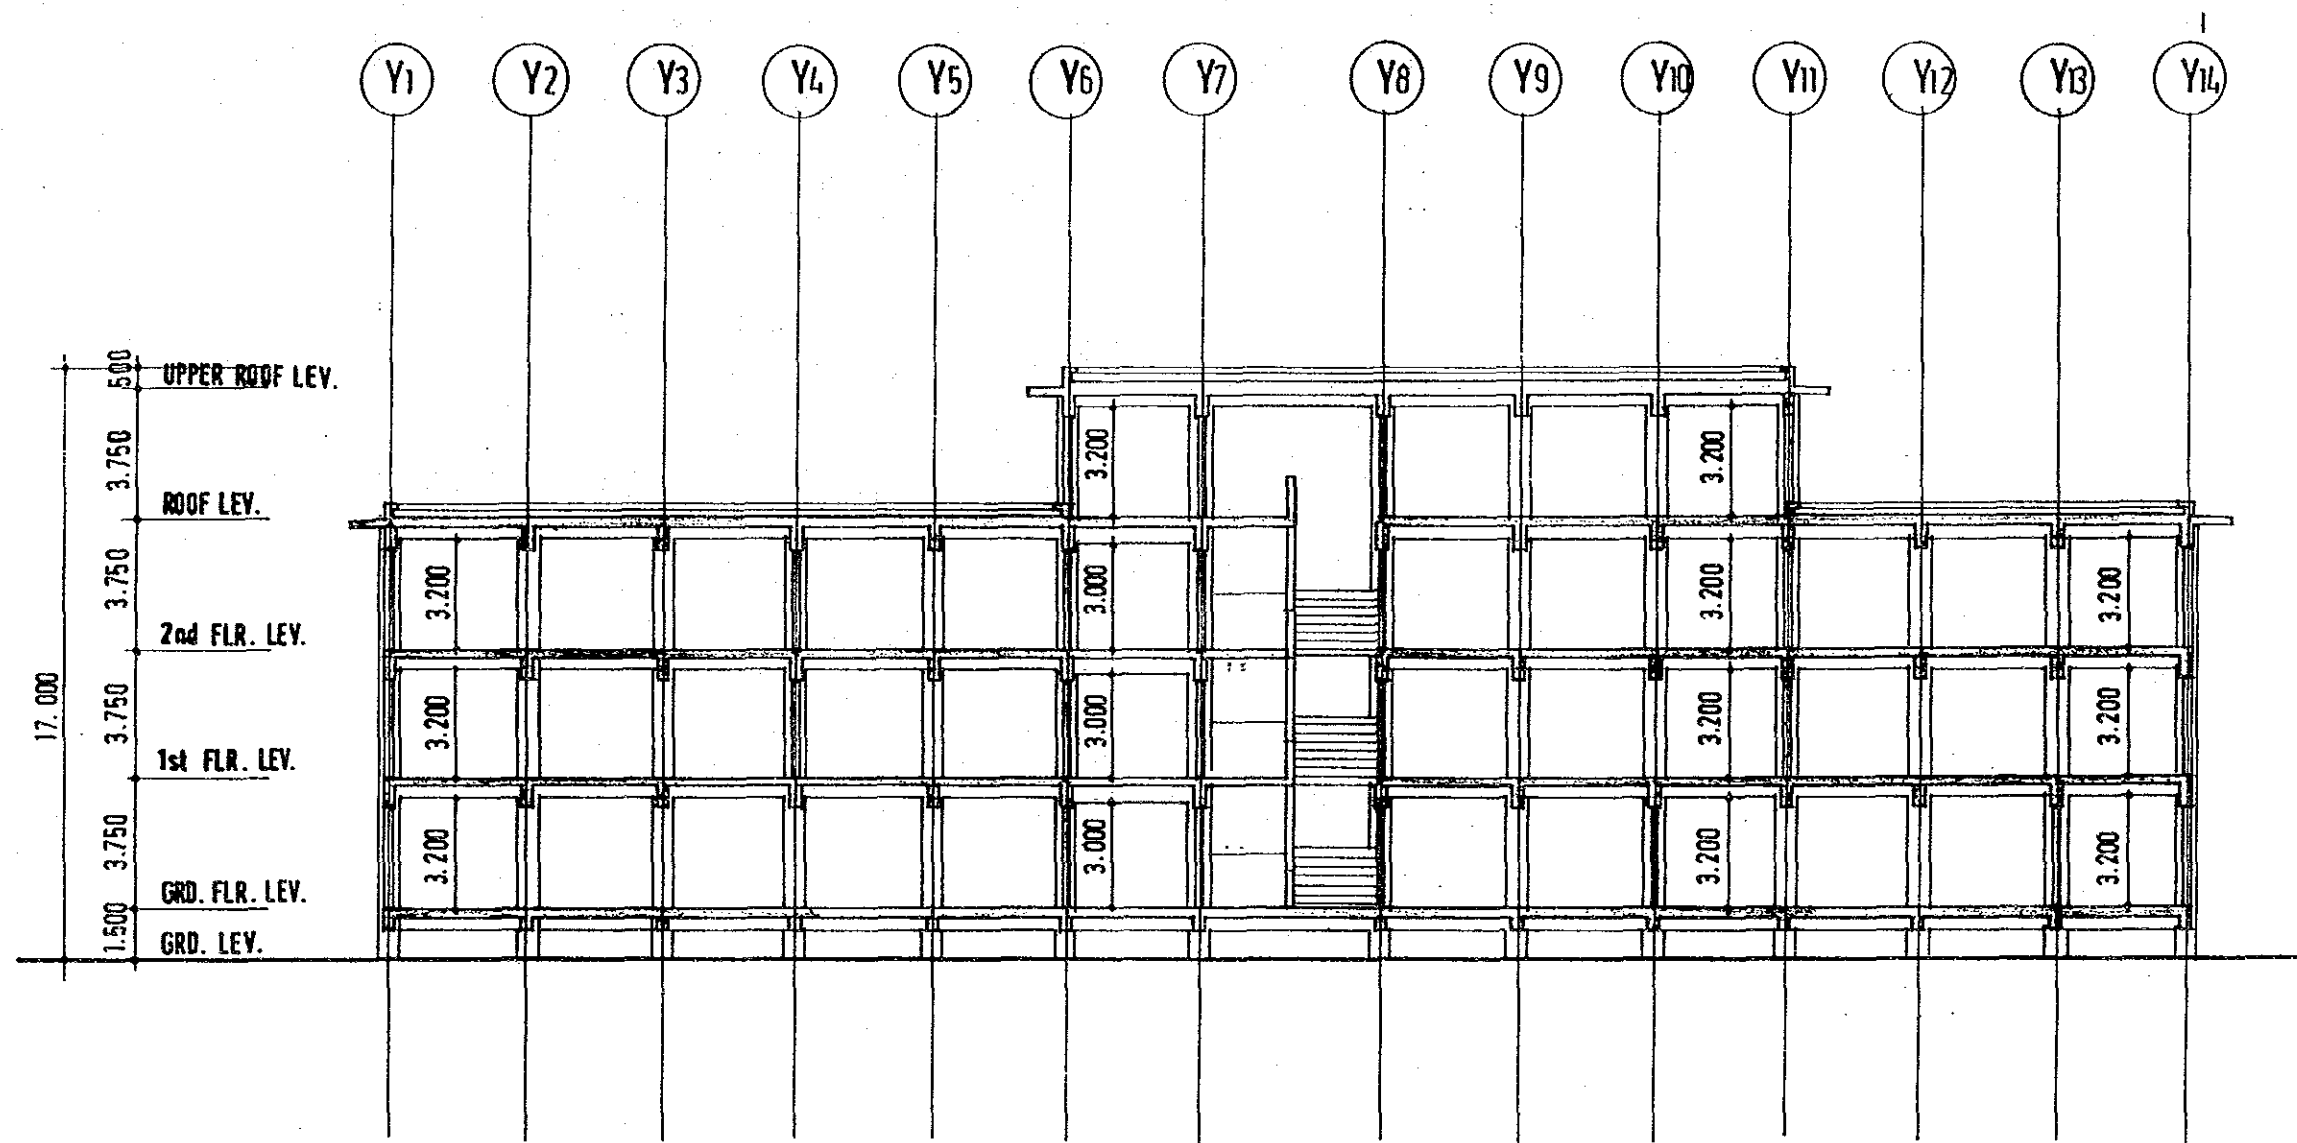 Y1 Y2 Y3 Y4 Y5 Y6 Y7 Y8 Y9 Y10 Y11 Y12 Y13 Y14
500
UPPER ROOF LEV.
3.750
3.200 3.200
ROOF LEV.
3.750
3.200 3.000 3.200 3.200
2nd FLR. LEV.
17.000
3.750
3.200 3.000 3.200 3.200
1st FLR. LEV.
3.750
3.200 3.000 3.200 3.200
GRD. FLR. LEV.
1.500
GRD. LEV.